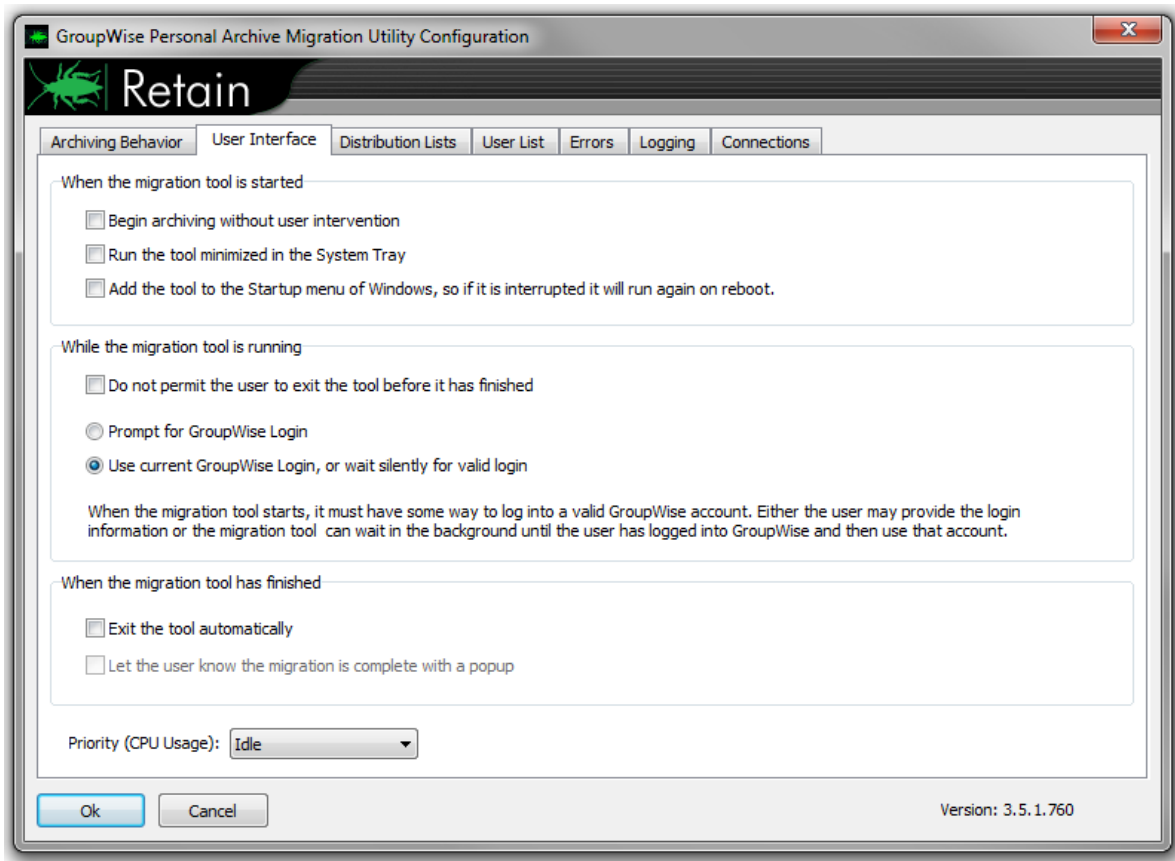 GroupWise Personal Archive Migration Utility Configuration
Retain
Archiving Behavior User Interface Distribution Lists User List Errors Logging Connections
When the migration tool is started
Begin archiving without user intervention
Run the tool minimized in the System Tray
Add the tool to the Startup menu of Windows, so if it is interrupted it will run again on reboot.
While the migration tool is running
Do not permit the user to exit the tool before it has finished
Prompt for GroupWise Login
Use current GroupWise Login, or wait silently for valid login
When the migration tool starts, it must have some way to log into a valid GroupWise account. Either the user may provide the login
information or the migration tool can wait in the background until the user has logged into GroupWise and then use that account.
When the migration tool has finished
Exit the tool automatically
Let the user know the migration is complete with a popup
Priority (CPU Usage): Idle
Ok Cancel Version: 3.5.1.760